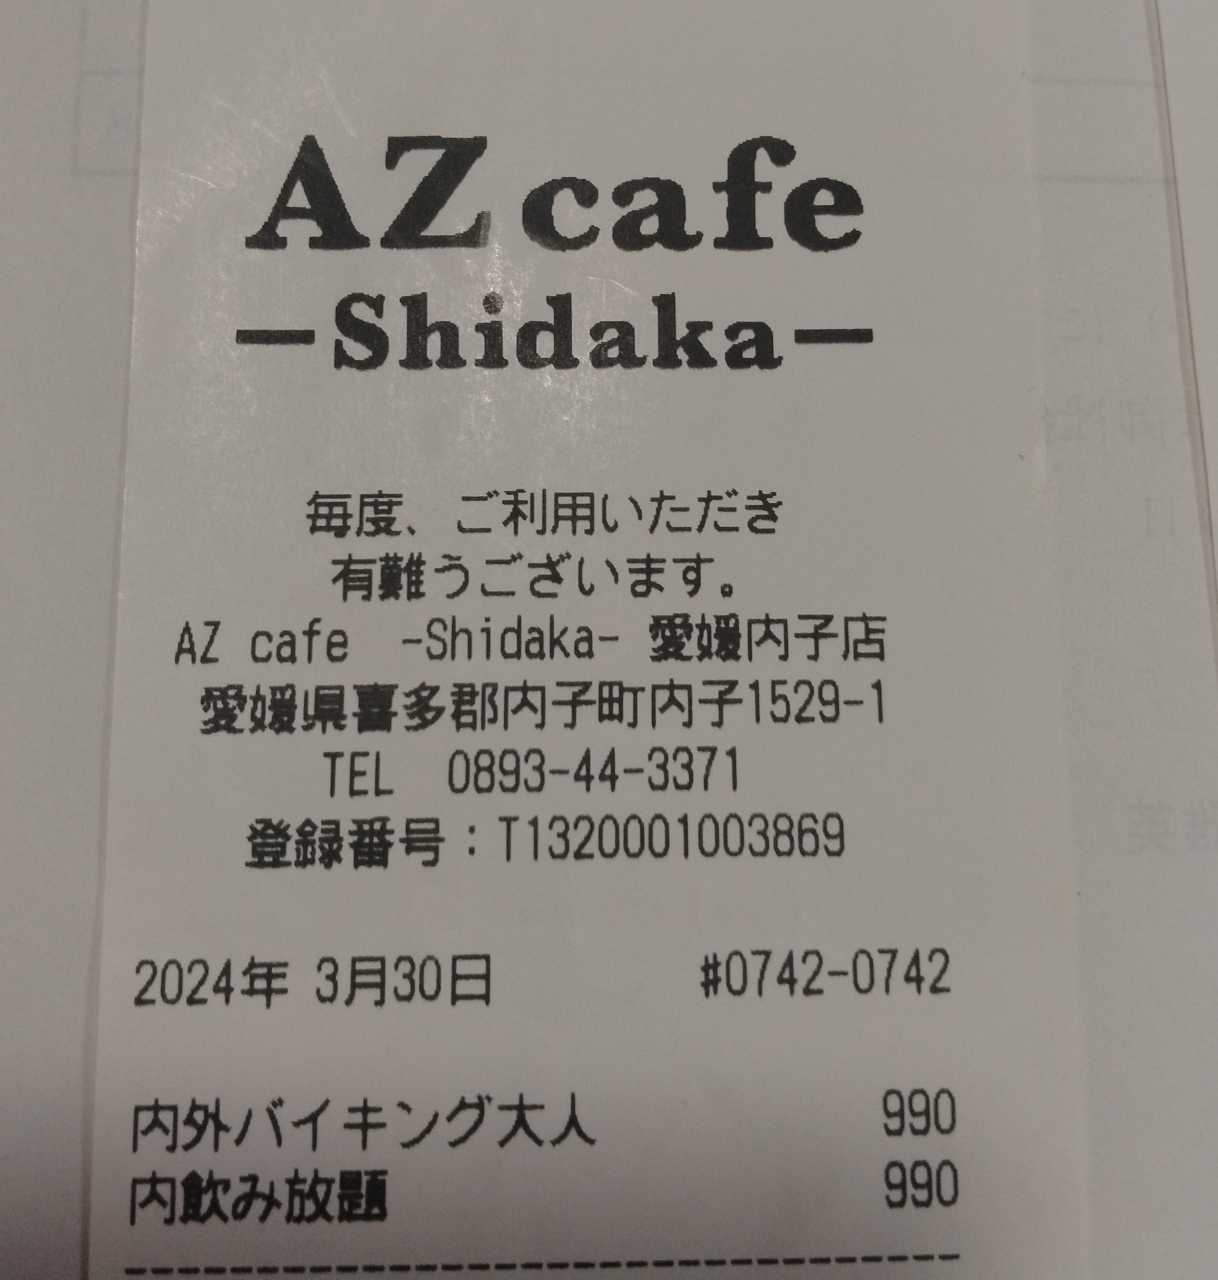 AZ cafe
-Shidaka-
毎度、ご利用いただき
有難うございます。
AZ cafe -Shidaka- 愛媛内子店
愛媛県喜多郡内子町内子1529-1
TEL 0893-44-3371
登録番号:T1320001003869
2024年 3月30日 #0742-0742
内外バイキング大人 990
内飲み放題 990